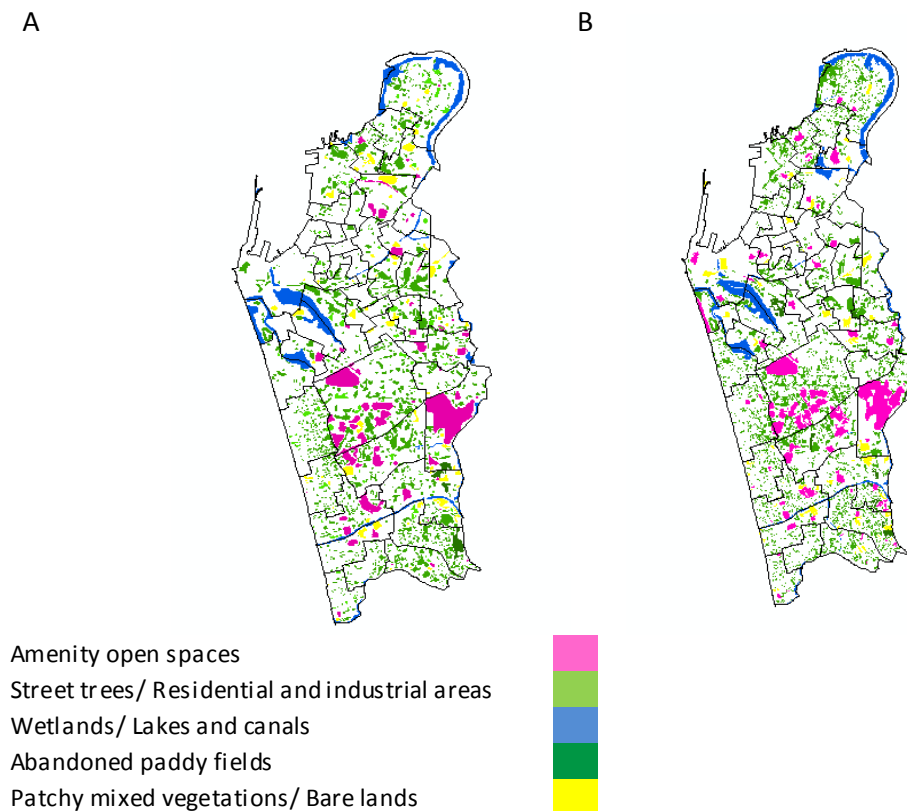 A
B
Amenity open spaces
Street trees/ Residential and industrial areas
Wetlands/ Lakes and canals
Abandoned paddy fields
Patchy mixed vegetations/ Bare lands